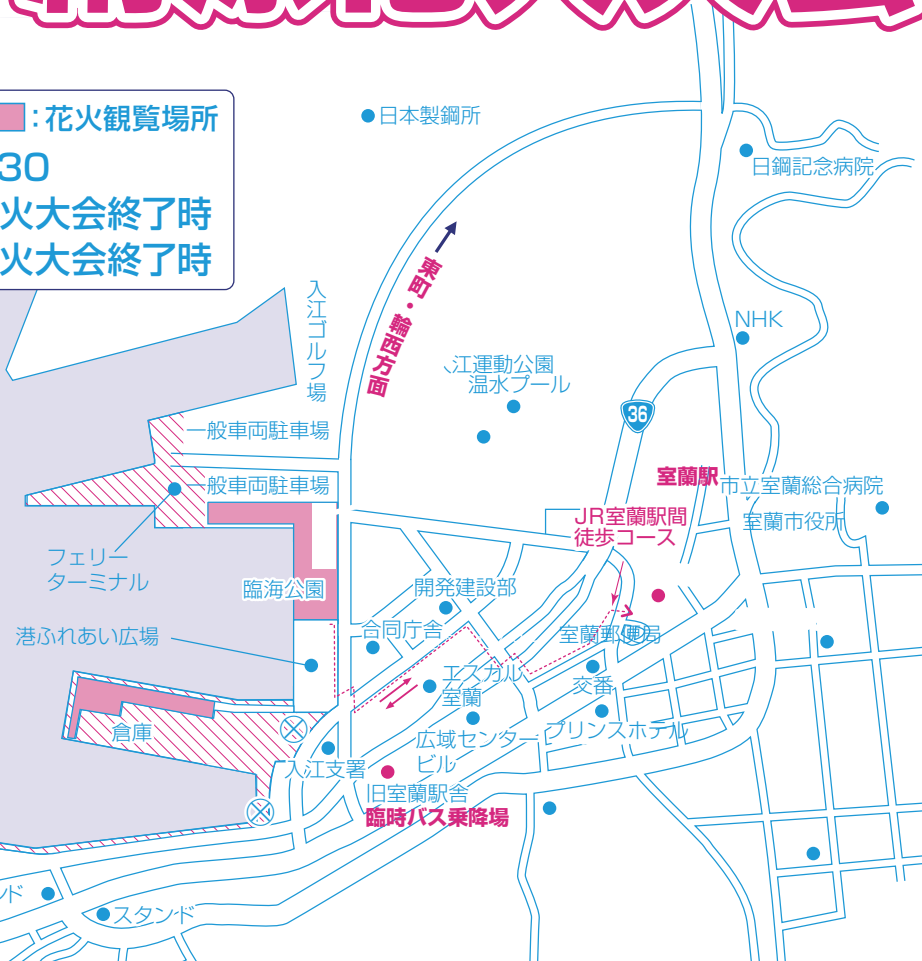 ：花火観覧場所
30
火大会終了時
火大会終了時
日本製鋼所
日鋼記念病院
東町・輪西方面
入江ゴルフ場
NHK
入江運動公園
温水プール
36
一般車両駐車場
室蘭駅
市立室蘭総合病院
一般車両駐車場
JR室蘭駅間
徒歩コース
室蘭市役所
フェリー
ターミナル
臨海公園
開発建設部
港ふれあい広場
合同庁舎
室蘭郵便局
エスカル
室蘭
交番
倉庫
広域センター
ビル
プリンスホテル
入江支署
旧室蘭駅舎
臨時バス乗降場
ンド
スタンド